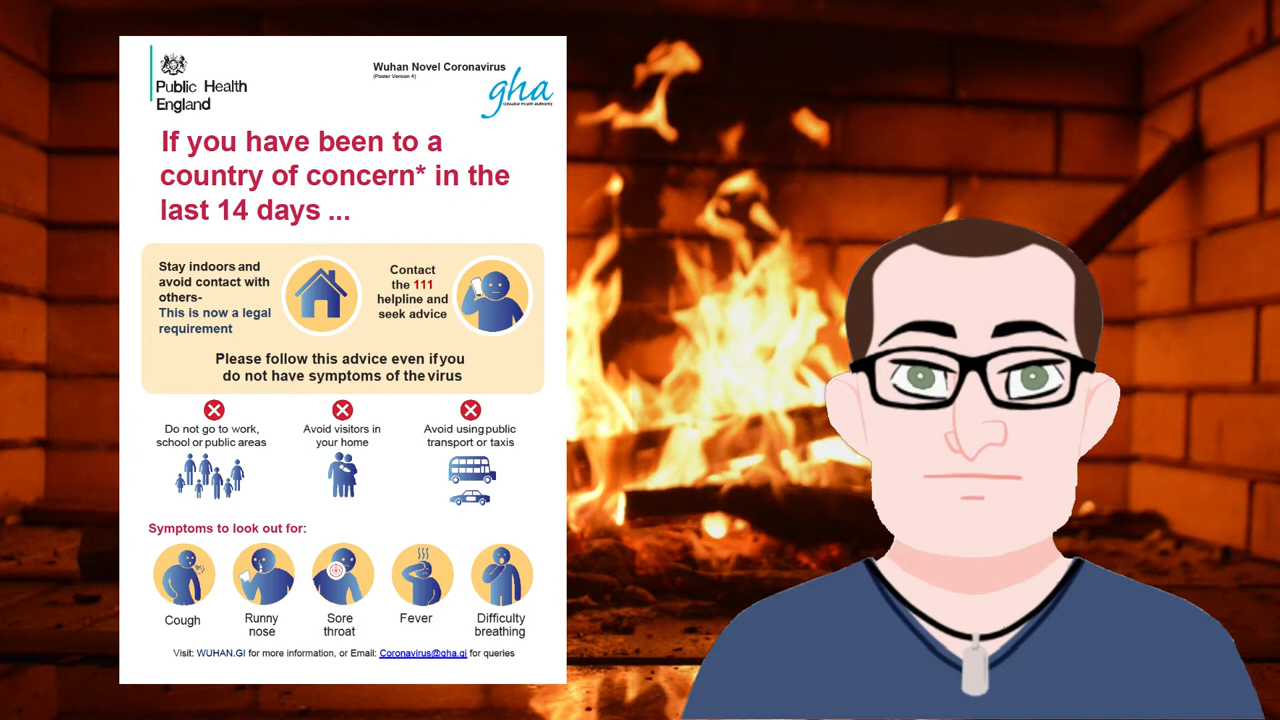 Public Health
England
Wuhan Novel Coronavirus
(Poster Version 4)
gha
Gibraltar Health Authority
If you have been to a
country of concern* in the
last 14 days ...
Stay indoors and
avoid contact with
others-
This is now a legal
requirement
Contact
the 111
helpline and
seek advice
Please follow this advice even if you
do not have symptoms of the virus
Do not go to work,
school or public areas
Avoid visitors in
your home
Avoid using public
transport or taxis
Symptoms to look out for:
Cough
Runny
nose
Sore
throat
Fever
Difficulty
breathing
Visit: WUHAN.GI for more information, or Email: Coronavirus@gha.gi for queries